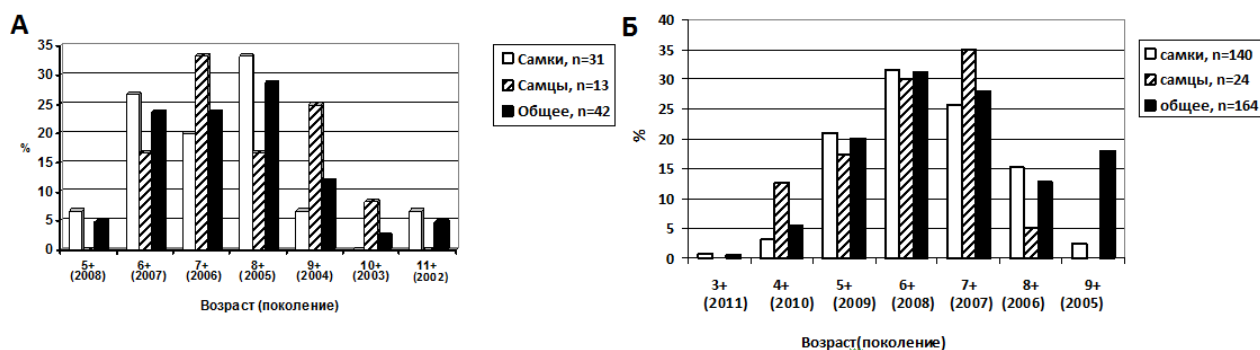 А
35
30
25
20
15
10
5
0
%
5+ 6+ 7+ 8+ 9+ 10+ 11+
(2008) (2007) (2006) (2005) (2004) (2003) (2002)
Возраст (поколение)
Самки, n=31
Самцы, n=13
Общее, n=42
Б
40
35
30
25
20
15
10
5
0
%
3+ 4+ 5+ 6+ 7+ 8+ 9+
(2011) (2010) (2009) (2008) (2007) (2006) (2005)
Возраст(поколение)
самки, n=140
самцы, n=24
общее, n=164